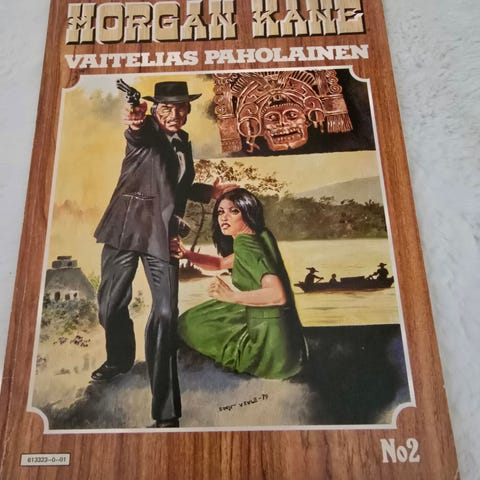 MORGAN KANE
VAITELIAS PAHOLAINEN
No2
613323-0-01